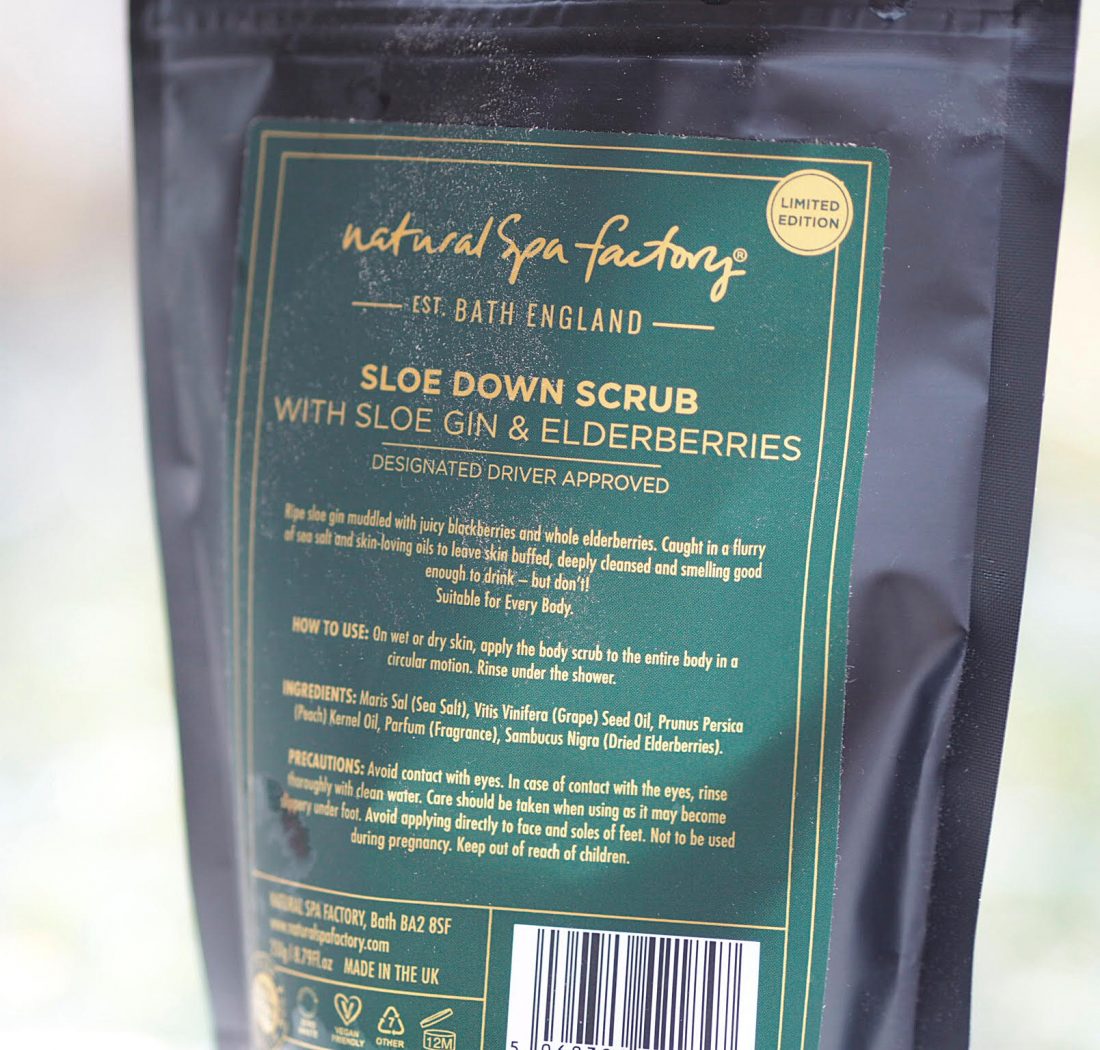 LIMITED
EDITION
natural Spa factory®
EST. BATH ENGLAND
SLOE DOWN SCRUB
WITH SLOE GIN & ELDERBERRIES
DESIGNATED DRIVER APPROVED
Ripe sloe gin muddled with juicy blackberries and whole elderberries. Caught in a flurry
of sea salt and skin-loving oils to leave skin buffed, deeply cleansed and smelling good
enough to drink – but don't!
Suitable for Every Body.
HOW TO USE: On wet or dry skin, apply the body scrub to the entire body in a
circular motion. Rinse under the shower.
INGREDIENTS: Maris Sal (Sea Salt), Vitis Vinifera (Grape) Seed Oil, Prunus Persica
(Peach) Kernel Oil, Parfum (Fragrance), Sambucus Nigra (Dried Elderberries).
PRECAUTIONS: Avoid contact with eyes. In case of contact with the eyes, rinse
thoroughly with clean water. Care should be taken when using as it may become
slippery under foot. Avoid applying directly to face and soles of feet. Not to be used
during pregnancy. Keep out of reach of children.
NATURAL SPA FACTORY, Bath BA2 8SF
www.naturalspafactory.com
8.79Fl.oz MADE IN THE UK
VEGAN
FRIENDLY
7
OTHER
12M